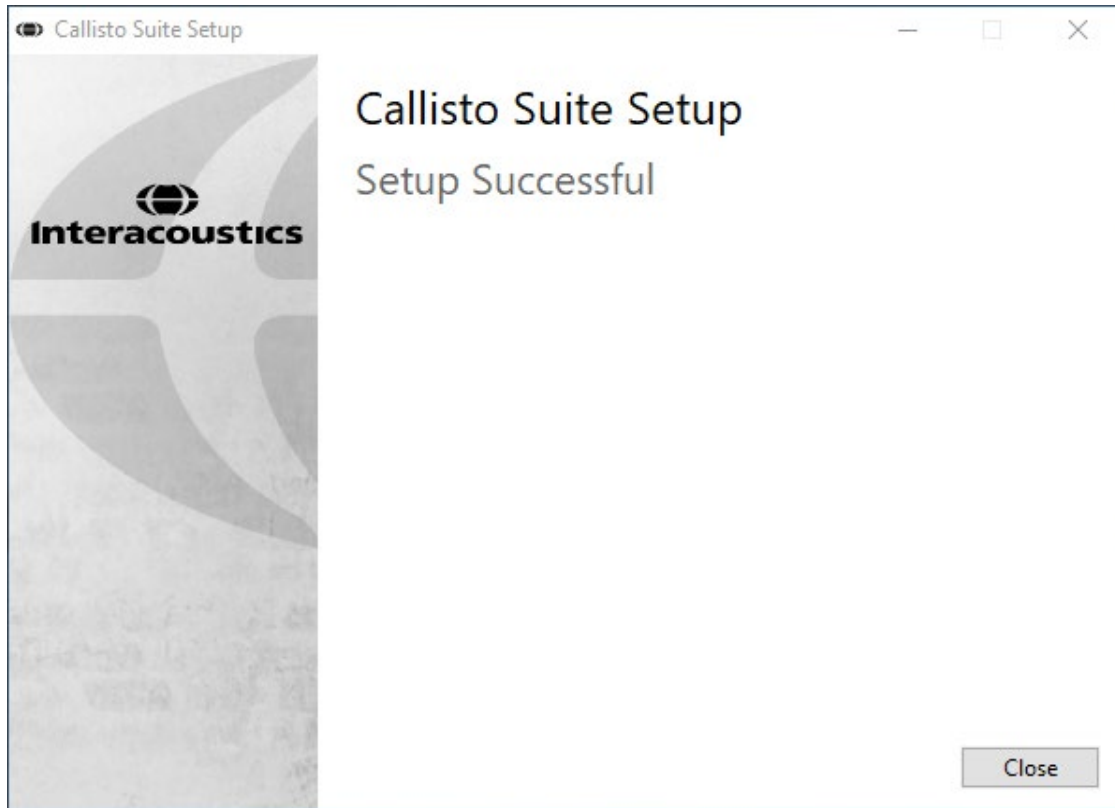 Callisto Suite Setup
Interacoustics
Callisto Suite Setup
Setup Successful
Close